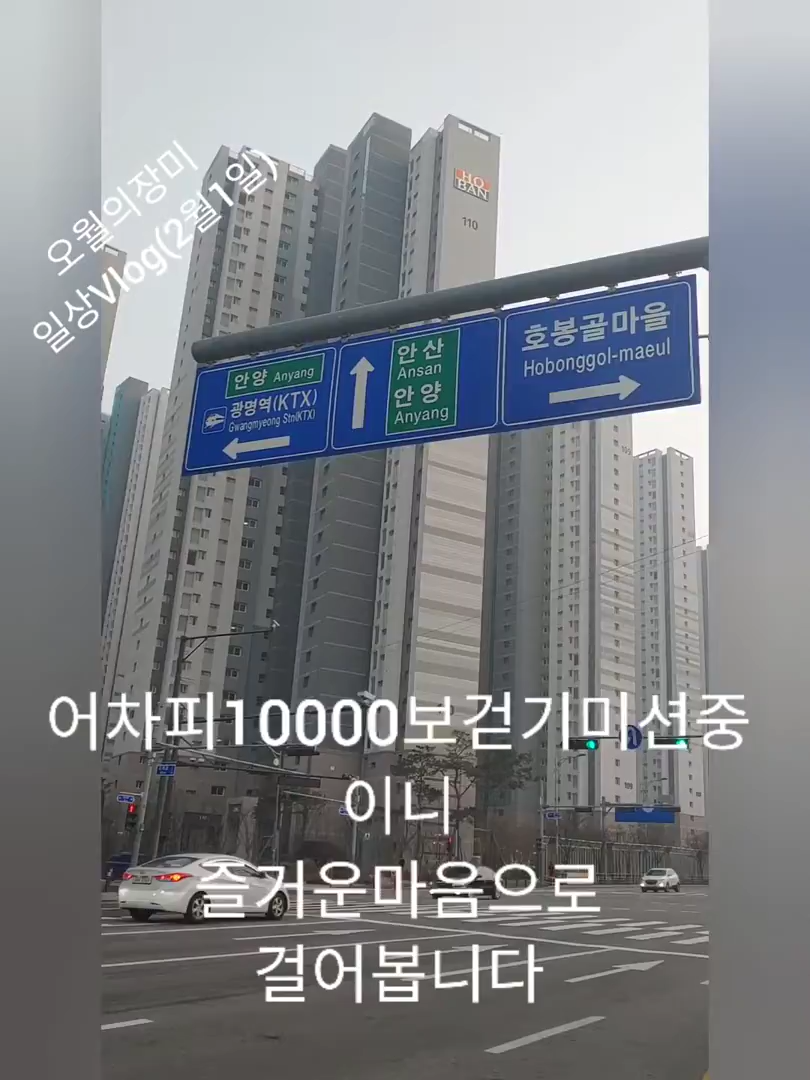 오월의장미
일상Vlog(2월1일)
HO
BAN
110
안양 Anyang
광명역(KTX)
Gwangmyeong Stn(KTX)
안산
Ansan
안양
Anyang
호봉골마을
Hobonggol-maeul
어차피10000보걷기미션중
이니
즐거운마음으로
걸어봅니다